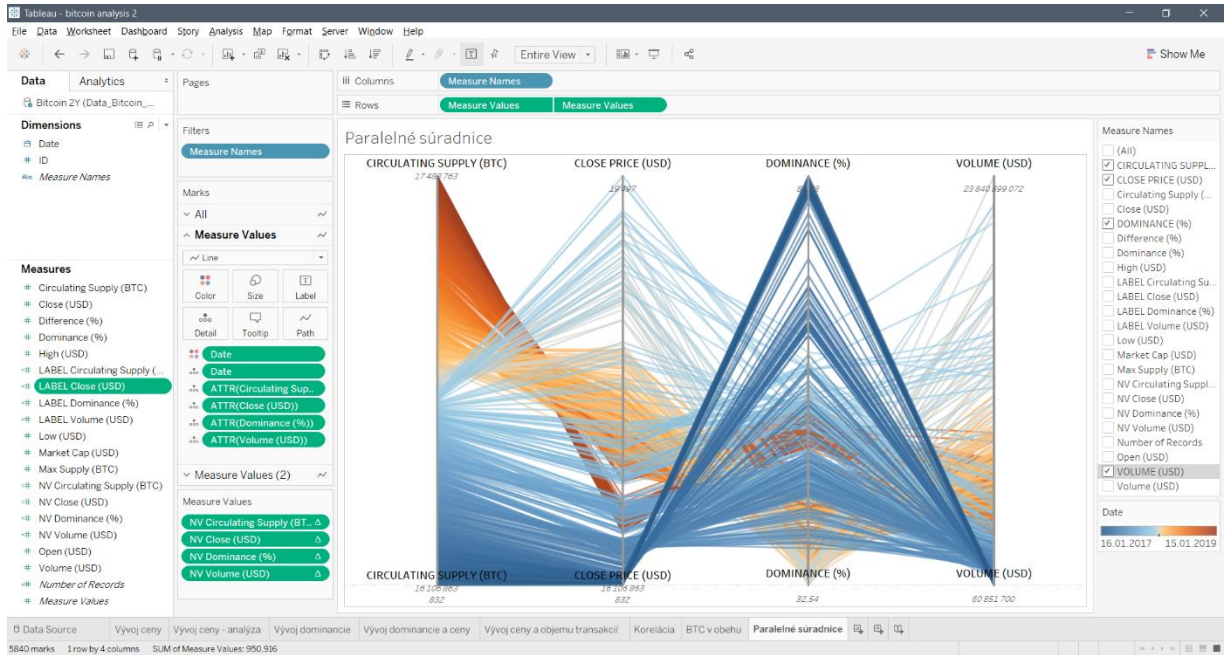 Tableau - bitcoin analysis 2
File Data Worksheet Dashboard Story Analysis Map Format Server Window Help
Entire View
Show Me
Data Analytics
Bitcoin 2Y (Data_Bitcoin_...
Dimensions
Date
ID
Abc Measure Names
Measures
Circulating Supply (BTC)
Close (USD)
Difference (%)
Dominance (%)
High (USD)
LABEL Circulating Supply (...
LABEL Close (USD)
LABEL Dominance (%)
LABEL Volume (USD)
Low (USD)
Market Cap (USD)
Max Supply (BTC)
NV Circulating Supply (BTC)
NV Close (USD)
NV Dominance (%)
NV Volume (USD)
Open (USD)
Volume (USD)
Number of Records
Measure Values
Pages
Filters
Measure Names
Marks
All
Measure Values
Line
Color Size Label
Detail Tooltip Path
Date
Date
ATTR(Circulating Sup..
ATTR(Close (USD))
ATTR(Dominance (%))
ATTR(Volume (USD))
Measure Values (2)
Measure Values
NV Circulating Supply (BT..
NV Close (USD)
NV Dominance (%)
NV Volume (USD)
Columns Measure Names
Rows Measure Values Measure Values
Paralelné súradnice
CIRCULATING SUPPLY (BTC) CLOSE PRICE (USD) DOMINANCE (%) VOLUME (USD)
23 840 899 072
CIRCULATING SUPPLY (BTC) CLOSE PRICE (USD) DOMINANCE (%) VOLUME (USD)
16 106 863 16 106 863
832 832 32,54 60 851 700
Measure Names
(All)
CIRCULATING SUPPL...
CLOSE PRICE (USD)
Circulating Supply (...
Close (USD)
DOMINANCE (%)
Difference (%)
Dominance (%)
High (USD)
LABEL Circulating Su...
LABEL Close (USD)
LABEL Dominance (%)
LABEL Volume (USD)
Low (USD)
Market Cap (USD)
Max Supply (BTC)
NV Circulating Suppl...
NV Close (USD)
NV Dominance (%)
NV Volume (USD)
Number of Records
Open (USD)
VOLUME (USD)
Volume (USD)
Date
16.01.2017 15.01.2019
Data Source Vývoj ceny Vývoj ceny - analýza Vývoj dominancie Vývoj dominancie a ceny Vývoj ceny a objemu transakcií Korelácia BTC v obehu Paralelné súradnice
5840 marks 1 row by 4 columns SUM of Measure Values: 950,916